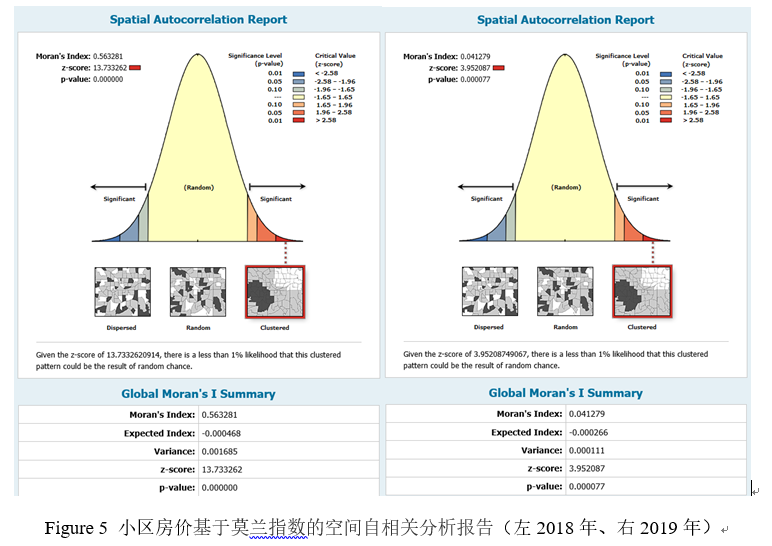 Spatial Autocorrelation Report
Moran's Index: 0.563281
z-score: 13.733262
p-value: 0.000000
Significance Level (p-value)
Critical Value (z-score)
0.01 < -2.58
0.05 -2.58 - -1.96
0.10 -1.96 - -1.65
--- -1.65 - 1.65
0.10 1.65 - 1.96
0.05 1.96 - 2.58
0.01 > 2.58
(Random)
Significant
Significant
Dispersed
Random
Clustered
Given the z-score of 13.7332620914, there is a less than 1% likelihood that this clustered
pattern could be the result of random chance.
Global Moran's I Summary
Moran's Index: 0.563281
Expected Index: -0.000468
Variance: 0.001685
z-score: 13.733262
p-value: 0.000000
Spatial Autocorrelation Report
Moran's Index: 0.041279
z-score: 3.952087
p-value: 0.000077
Significance Level (p-value)
Critical Value (z-score)
0.01 < -2.58
0.05 -2.58 - -1.96
0.10 -1.96 - -1.65
--- -1.65 - 1.65
0.10 1.65 - 1.96
0.05 1.96 - 2.58
0.01 > 2.58
(Random)
Significant
Significant
Dispersed
Random
Clustered
Given the z-score of 3.95208749067, there is a less than 1% likelihood that this clustered
pattern could be the result of random chance.
Global Moran's I Summary
Moran's Index: 0.041279
Expected Index: -0.000266
Variance: 0.000111
z-score: 3.952087
p-value: 0.000077
Figure 5 小区房价基于莫兰指数的空间自相关分析报告（左 2018 年、右 2019 年）